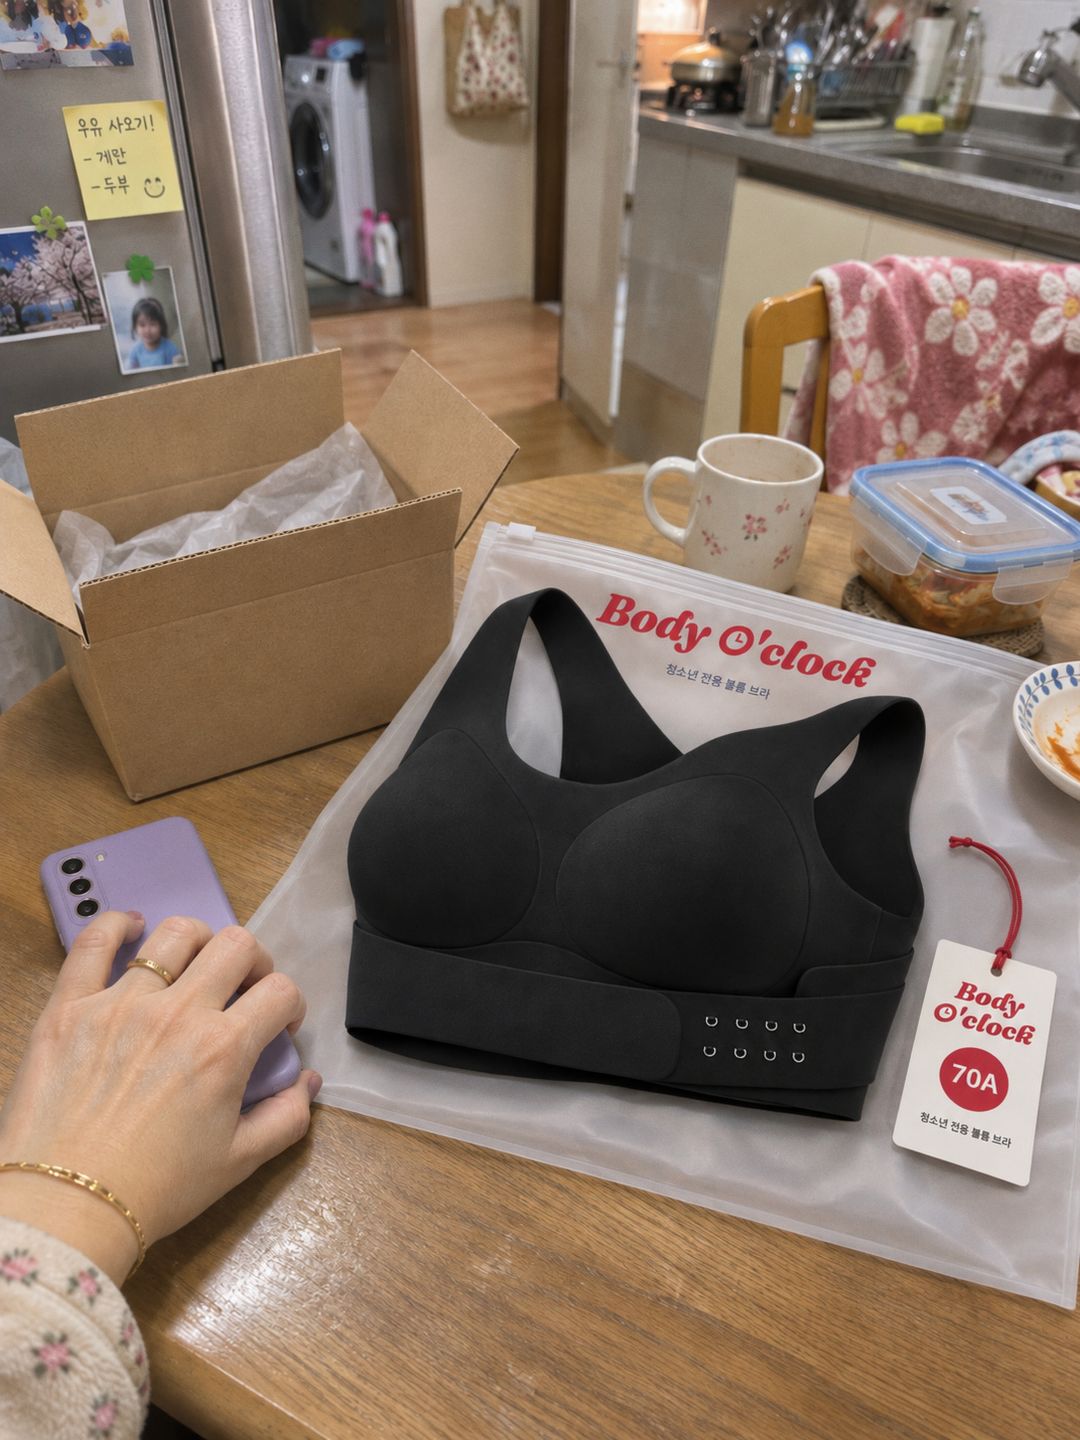 우유 사오기!
- 계란
- 두부
Body O'clock
청소년 전용 볼륨 브라
Body
O'clock
70A
청소년 전용 볼륨 브라